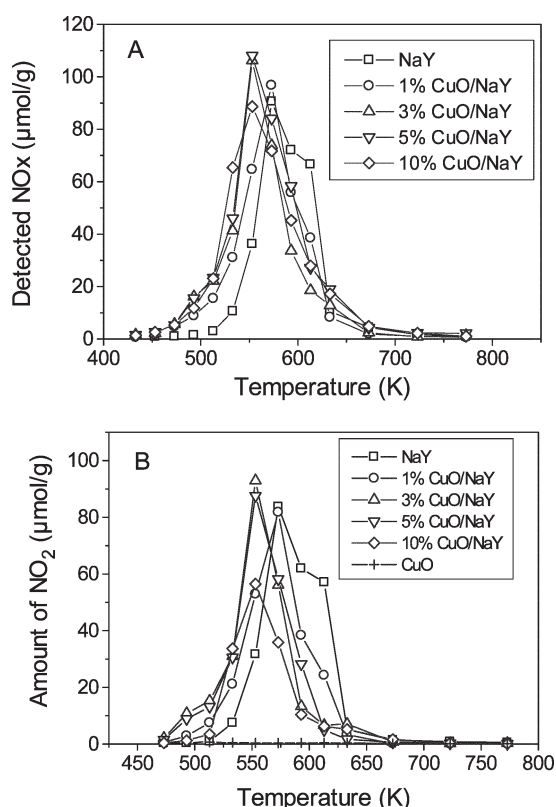 A
NaY
1% CuO/NaY
3% CuO/NaY
5% CuO/NaY
10% CuO/NaY
Detected NOx (μmol/g)
120
100
80
60
40
20
0
400 500 600 700 800
Temperature (K)
B
NaY
1% CuO/NaY
3% CuO/NaY
5% CuO/NaY
10% CuO/NaY
CuO
Amount of NO2 (μmol/g)
100
80
60
40
20
0
450 500 550 600 650 700 750 800
Temperature (K)